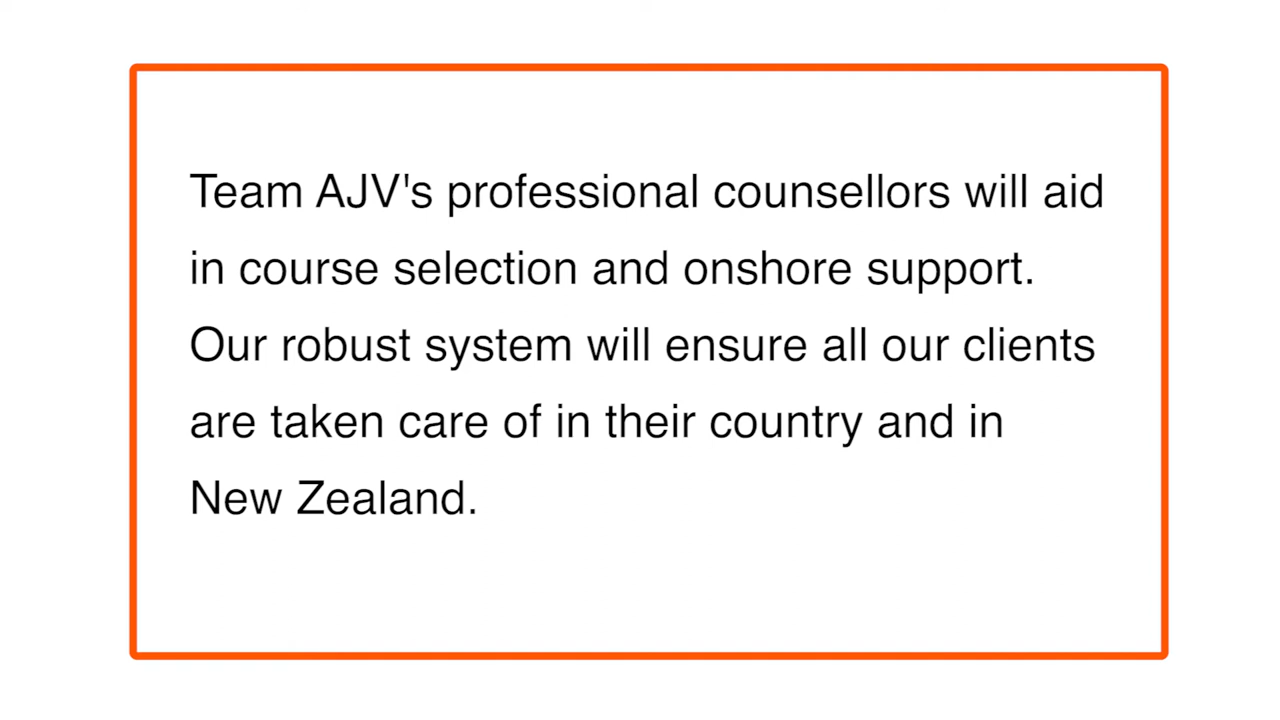 Team AJV's professional counsellors will aid
in course selection and onshore support.
Our robust system will ensure all our clients
are taken care of in their country and in
New Zealand.